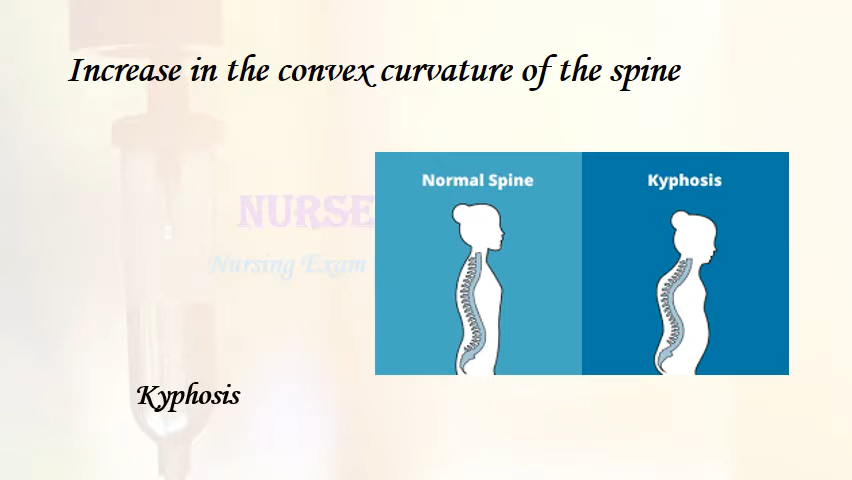 Increase in the convex curvature of the spine
Normal Spine
Kyphosis
NURSE
Nursing Exam
Kyphosis